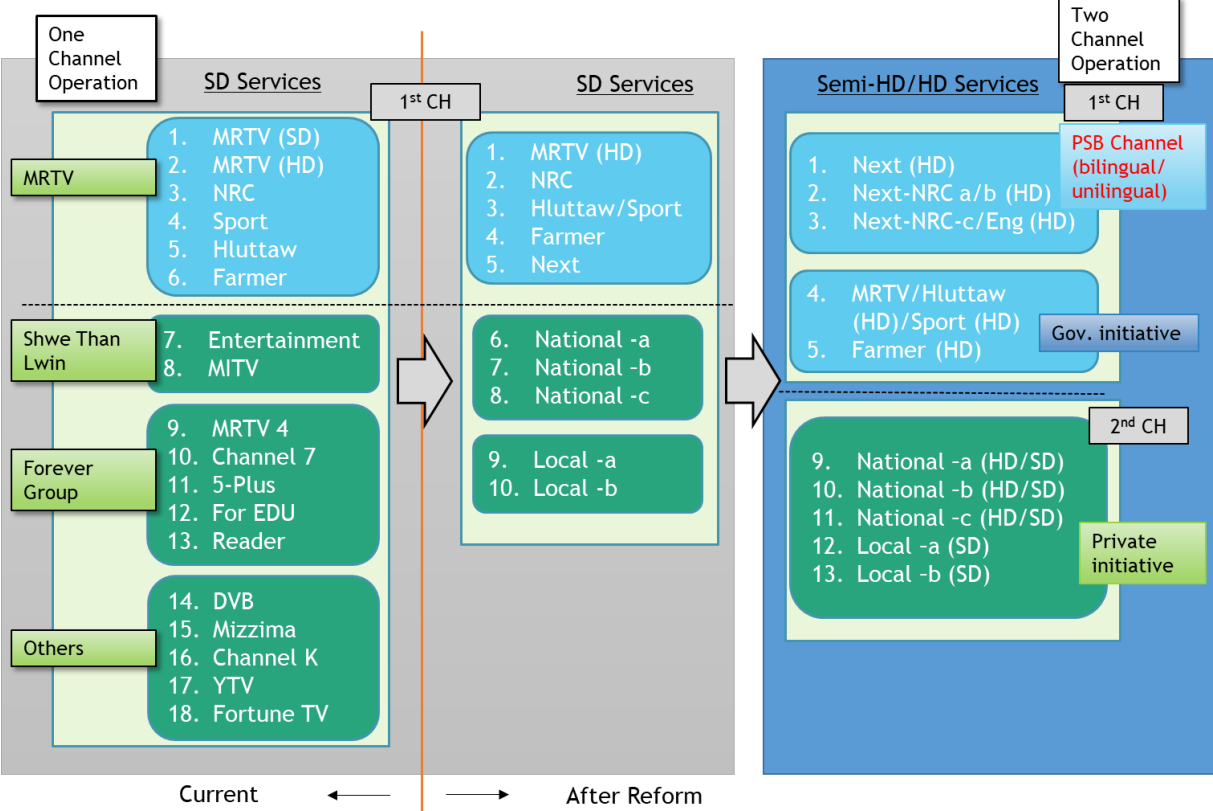 One
Channel
Operation
SD Services
1st CH
SD Services
Semi-HD/HD Services
Two
Channel
Operation
1st CH
MRTV
1. MRTV (SD)
2. MRTV (HD)
3. NRC
4. Sport
5. Hluttaw
6. Farmer
1. MRTV (HD)
2. NRC
3. Hluttaw/Sport
4. Farmer
5. Next
1. Next (HD)
2. Next-NRC a/b (HD)
3. Next-NRC-c/Eng (HD)
PSB Channel
(bilingual/
unilingual)
4. MRTV/Hluttaw
(HD)/Sport (HD)
5. Farmer (HD)
Gov. initiative
Shwe Than
Lwin
7. Entertainment
8. MITV
6. National -a
7. National -b
8. National -c
Forever
Group
9. MRTV 4
10. Channel 7
11. 5-Plus
12. For EDU
13. Reader
9. Local -a
10. Local -b
2nd CH
9. National -a (HD/SD)
10. National -b (HD/SD)
11. National -c (HD/SD)
12. Local -a (SD)
13. Local -b (SD)
Private
initiative
Others
14. DVB
15. Mizzima
16. Channel K
17. YTV
18. Fortune TV
Current
After Reform